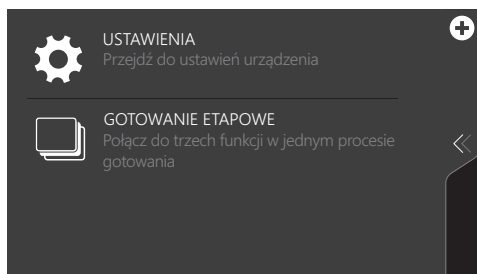 USTAWIENIA
Przejdź do ustawień urządzenia
GOTOWANIE ETAPOWE
Połącz do trzech funkcji w jednym procesie
gotowania